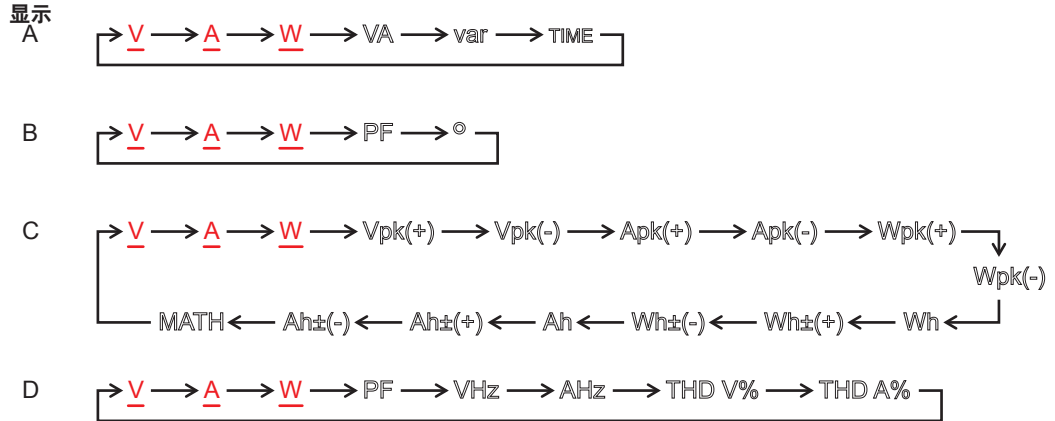 显示
A V A W VA var TIME
B V A W PF °
C V A W Vpk(+) Vpk(-) Apk(+) Apk(-) Wpk(+)
Wpk(-)
MATH Ah±(-) Ah±(+) Ah Wh±(-) Wh±(+) Wh
D V A W PF VHz AHz THD V% THD A%